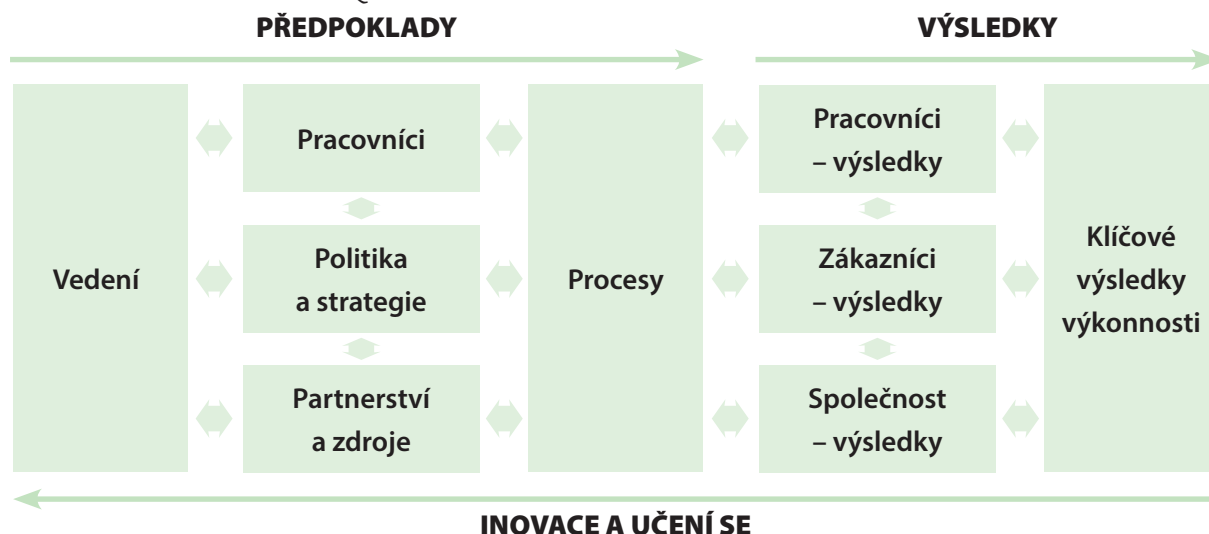 PŘEDPOKLADY
VÝSLEDKY
Vedení
Pracovníci
Politika
a strategie
Partnerství
a zdroje
Procesy
Pracovníci
– výsledky
Zákazníci
– výsledky
Společnost
– výsledky
Klíčové
výsledky
výkonnosti
INOVACE A UČENÍ SE